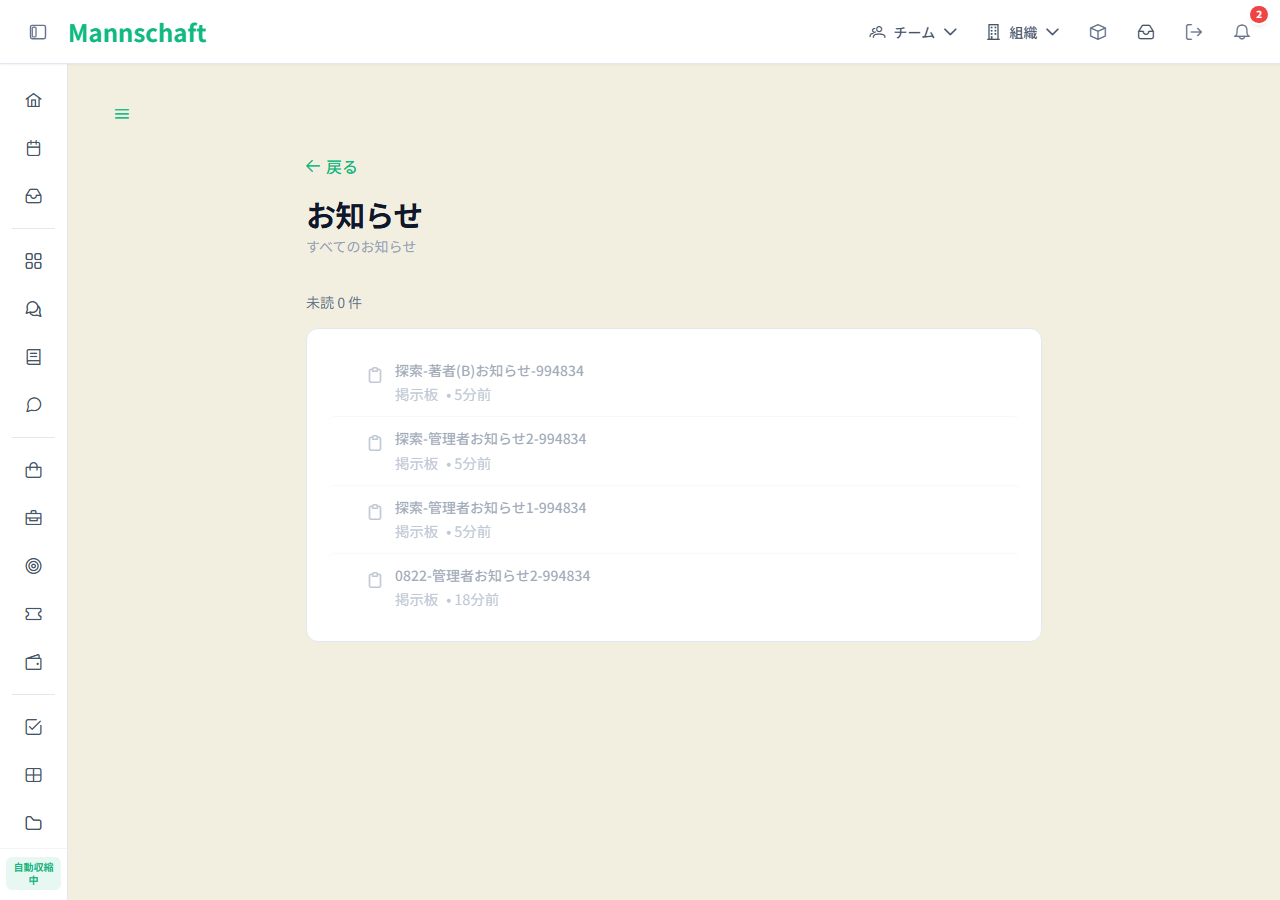 Mannschaft
チーム
組織
2
戻る
お知らせ
すべてのお知らせ
未読 0 件
探索-著者(B)お知らせ-994834
掲示板 • 5分前
探索-管理者お知らせ2-994834
掲示板 • 5分前
探索-管理者お知らせ1-994834
掲示板 • 5分前
0822-管理者お知らせ2-994834
掲示板 • 18分前
自動収縮
中